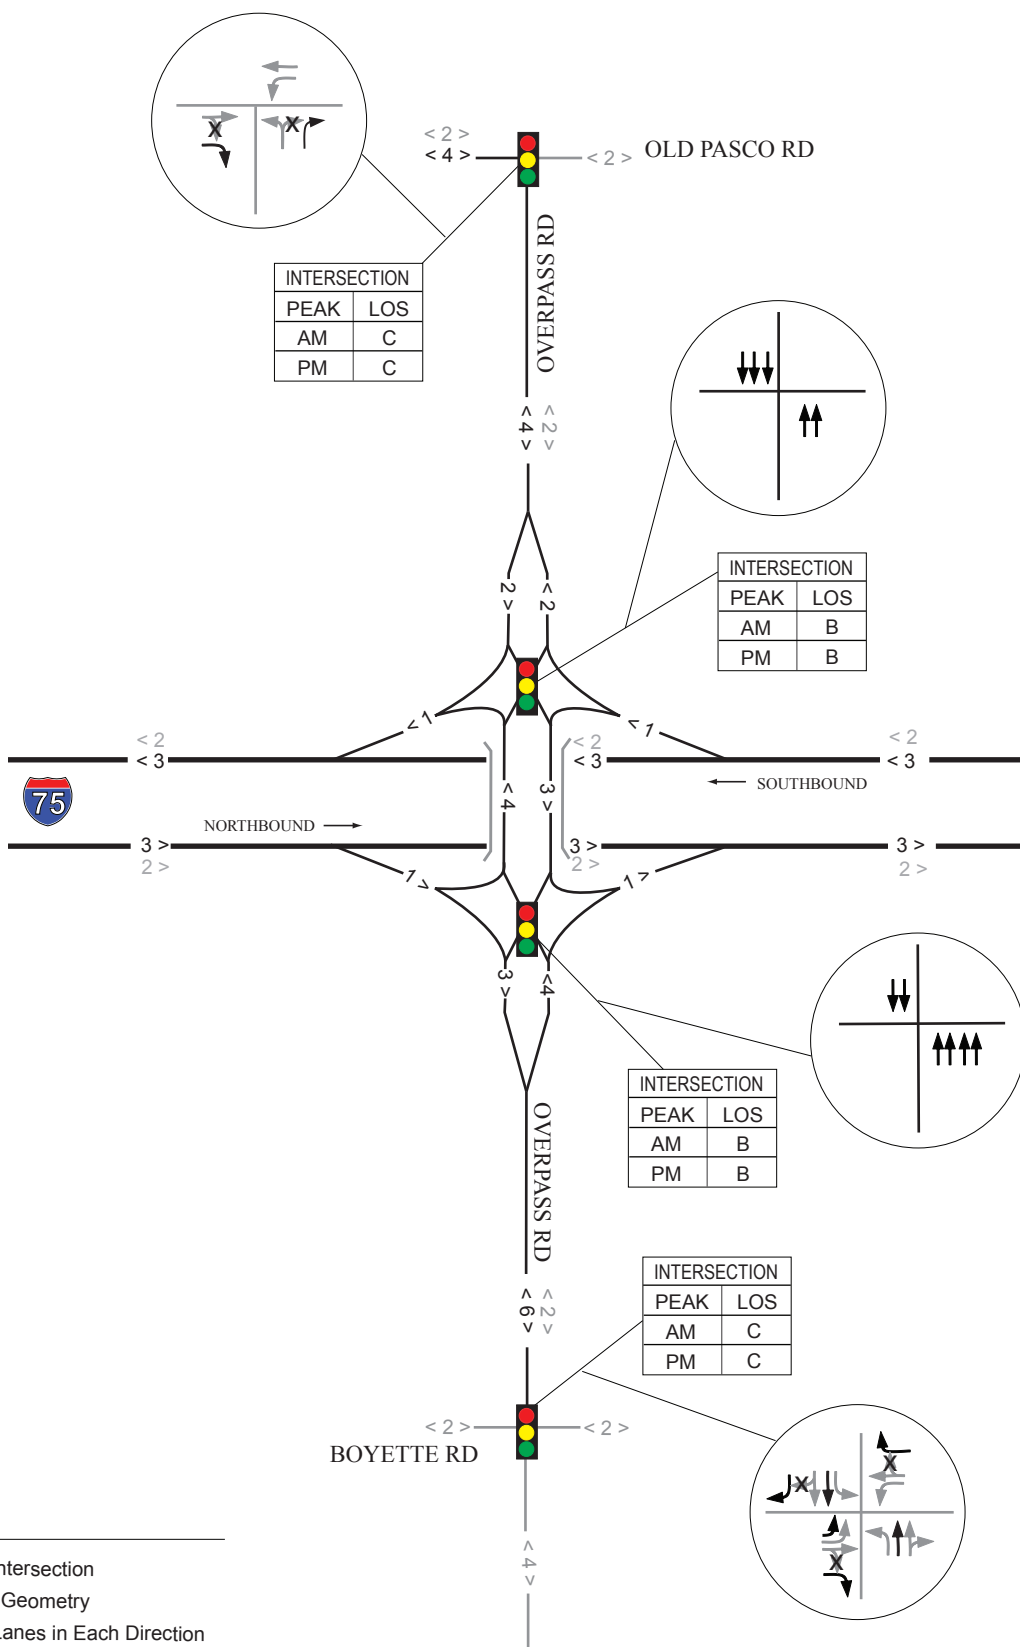 < 2 >
< 4 >
< 2 >
OLD PASCO RD
X
X
OVERPASS RD
INTERSECTION
PEAK LOS
AM C
PM C
< 4 >
< 2 >
INTERSECTION
PEAK LOS
AM B
PM B
2 >
< 2
< 1
< 1
< 2
< 3
< 2
< 3
< 2
< 3
75
SOUTHBOUND
< 4
3 >
NORTHBOUND
3 >
2 >
3 >
2 >
3 >
2 >
1 >
1 >
3 >
<4
INTERSECTION
PEAK LOS
AM B
PM B
OVERPASS RD
INTERSECTION
PEAK LOS
AM C
PM C
< 6 >
< 2 >
< 2 >
< 2 >
BOYETTE RD
X
X
X
< 4 >
ntersection
Geometry
anes in Each Direction